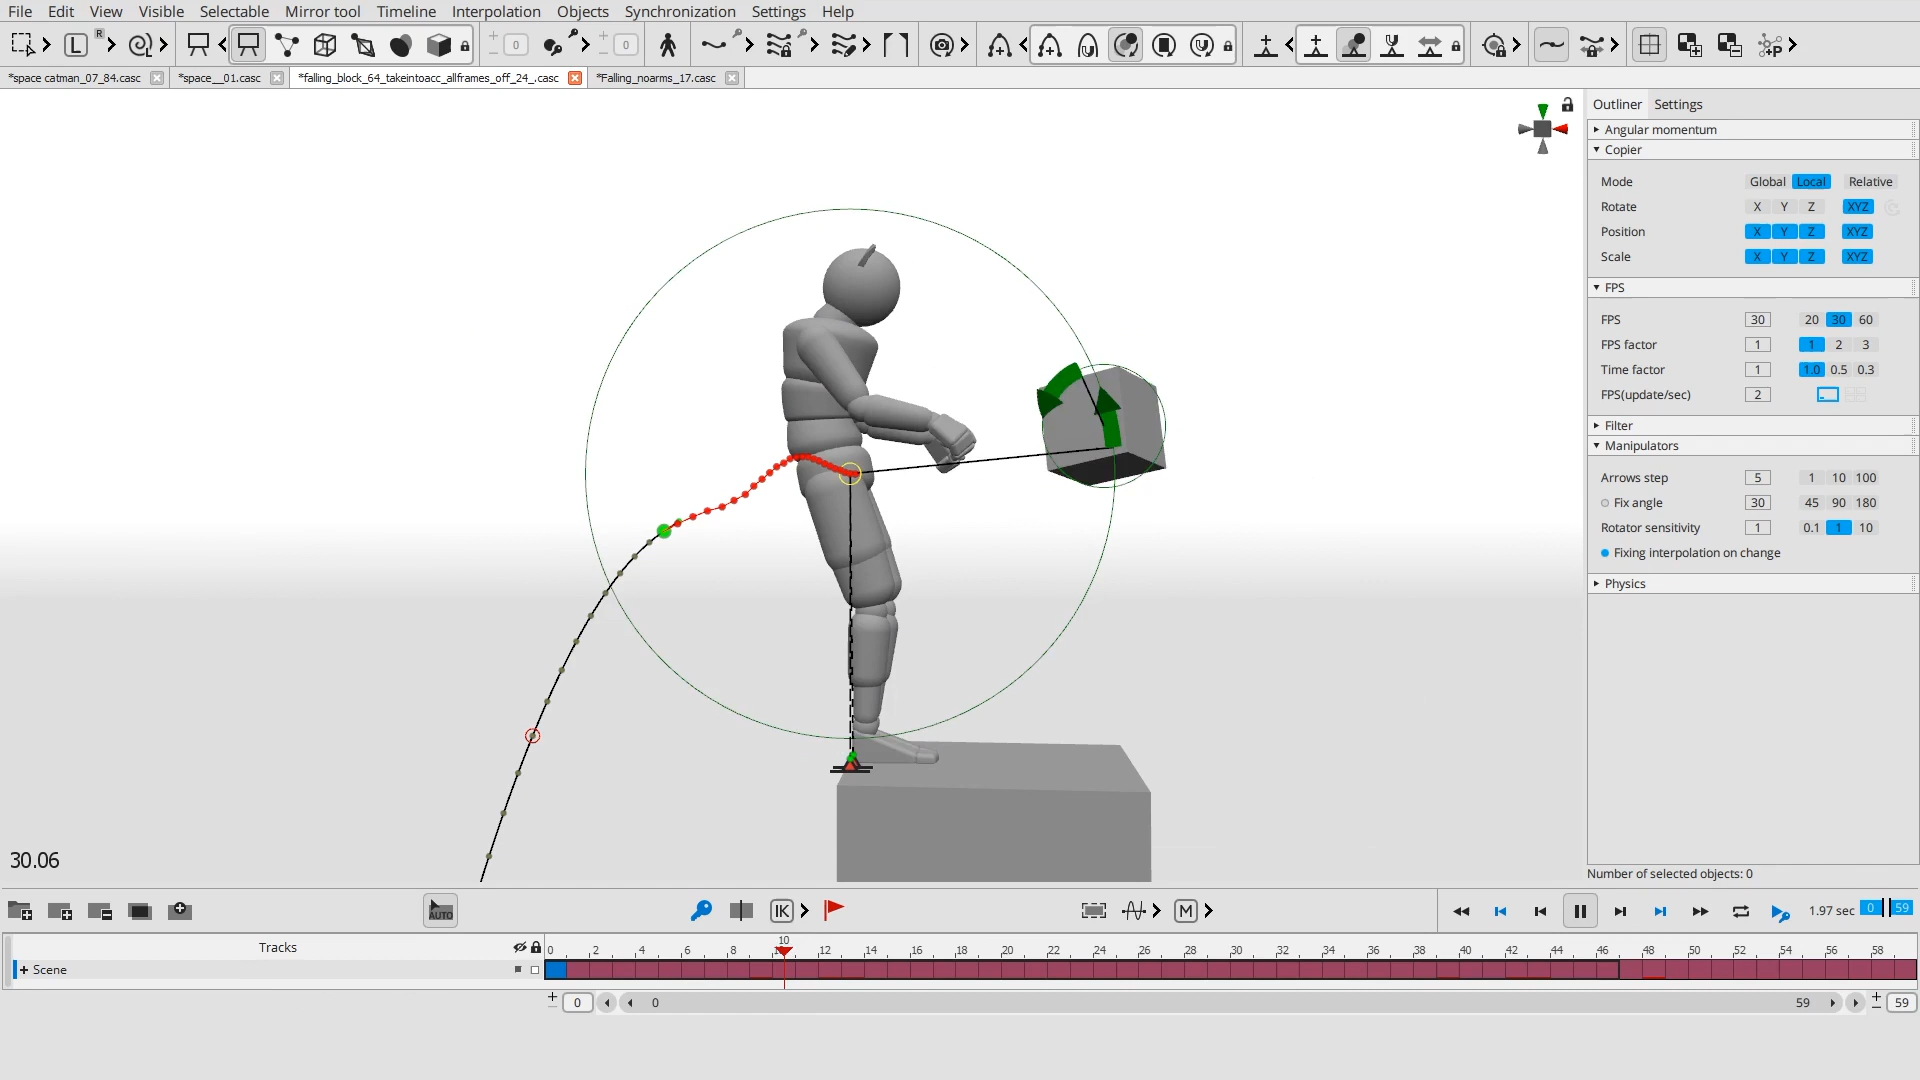 File Edit View Visible Selectable Mirror tool Timeline Interpolation Objects Synchronization Settings Help
L R 0 0
*space catman_07_84.casc *space__01.casc *falling_block_64_takeintoacc_allframes_off_24_.casc *Falling_noarms_17.casc
Outliner Settings
Angular momentum
Copier
Mode Global Local Relative
Rotate X Y Z XYZ
Position X Y Z XYZ
Scale X Y Z XYZ
FPS
FPS 30 20 30 60
FPS factor 1 1 2 3
Time factor 1 1.0 0.5 0.3
FPS(update/sec) 2
Filter
Manipulators
Arrows step 5 1 10 100
Fix angle 30 45 90 180
Rotator sensitivity 1 0.1 1 10
Fixing interpolation on change
Physics
30.06
Number of selected objects: 0
AUTO IK M 1.97 sec 0 59
10
Tracks 0 2 4 6 8 10 12 14 16 18 20 22 24 26 28 30 32 34 36 38 40 42 44 46 48 50 52 54 56 58
+ Scene
0 0 59 59